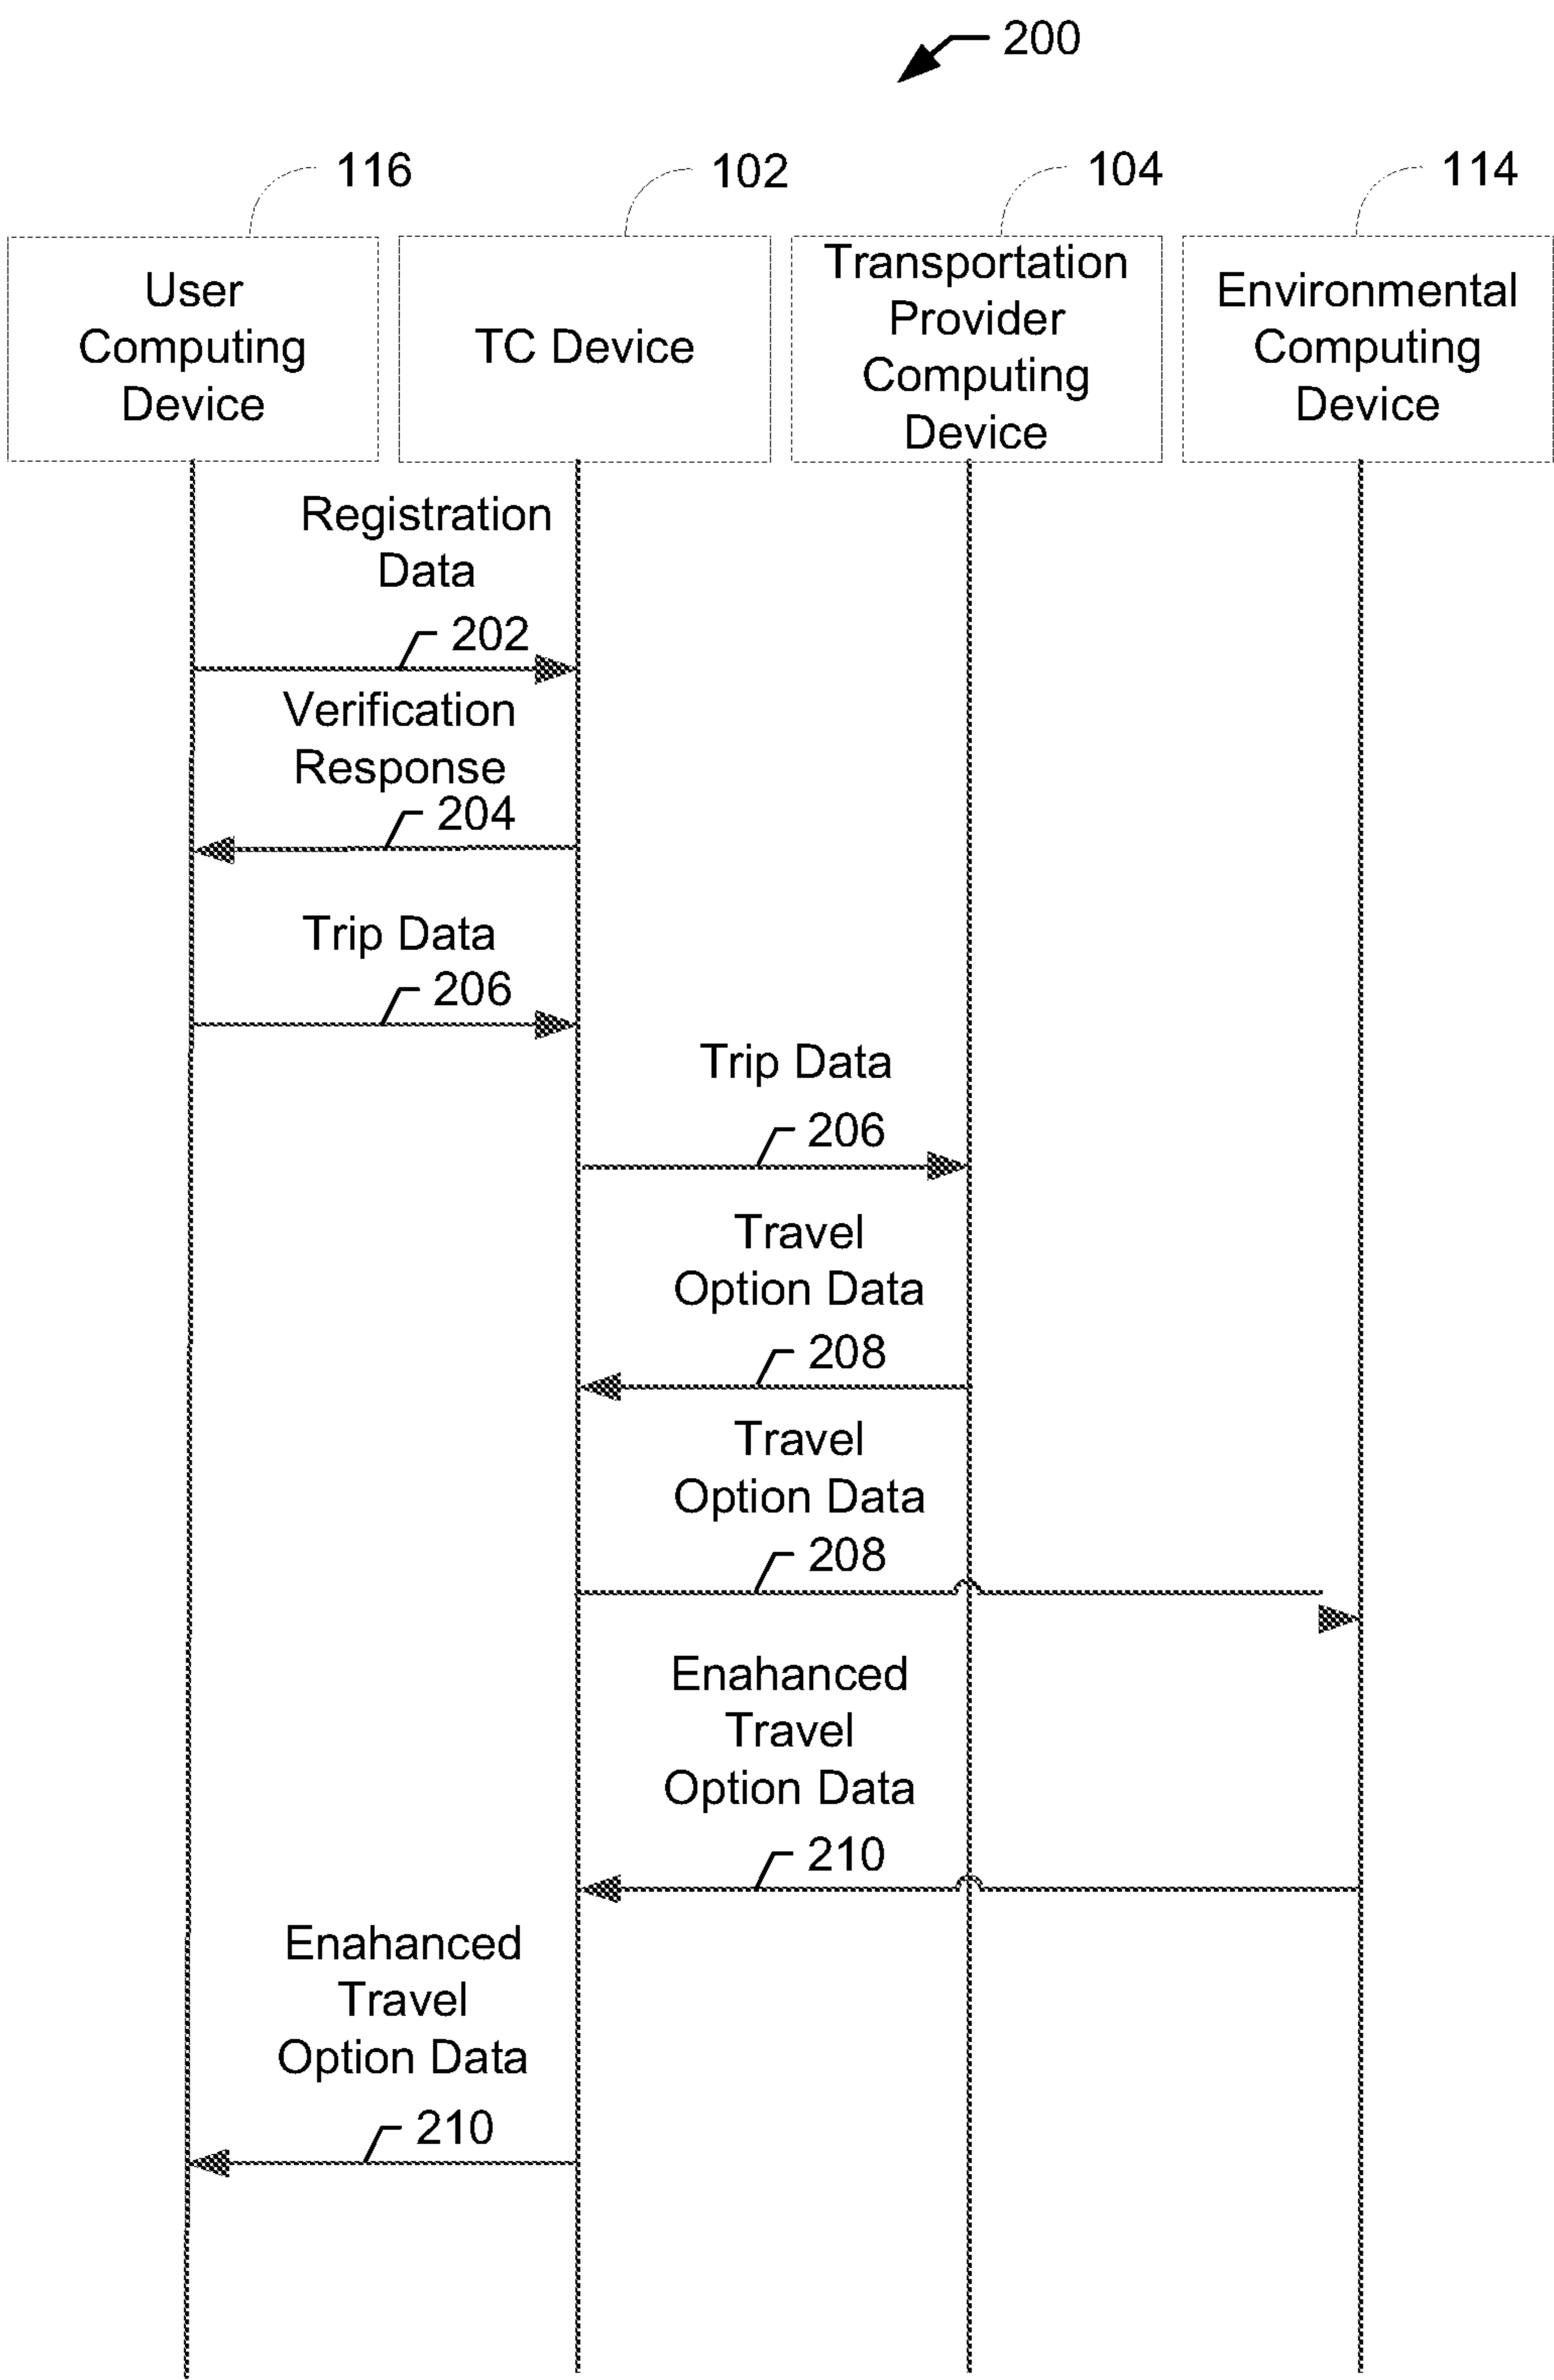 200
116
102
104
114
User
Computing
Device
TC Device
Transportation
Provider
Computing
Device
Environmental
Computing
Device
Registration
Data
202
Verification
Response
204
Trip Data
206
Trip Data
206
Travel
Option Data
208
Travel
Option Data
208
Enahanced
Travel
Option Data
210
Enahanced
Travel
Option Data
210